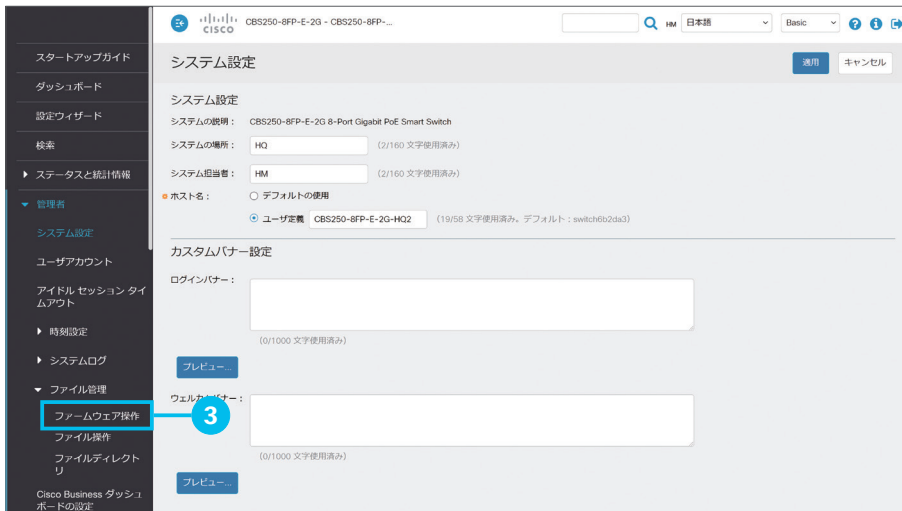 CISCO
CBS250-8FP-E-2G - CBS250-8FP-...
HM
日本語
Basic
スタートアップガイド
ダッシュボード
設定ウィザード
検索
ステータスと統計情報
管理者
システム設定
ユーザアカウント
アイドル セッション タイ
ムアウト
時刻設定
システムログ
ファイル管理
ファームウェア操作
ファイル操作
ファイルディレクト
リ
Cisco Business ダッシュ
ボードの設定
システム設定
適用
キャンセル
システム設定
システムの説明: CBS250-8FP-E-2G 8-Port Gigabit PoE Smart Switch
システムの場所: HQ (2/160 文字使用済み)
システム担当者: HM (2/160 文字使用済み)
ホスト名: デフォルトの使用
ユーザ定義 CBS250-8FP-E-2G-HQ2 (19/58 文字使用済み。デフォルト:switch6b2da3)
カスタムバナー設定
ログインバナー:
(0/1000 文字使用済み)
プレビュー...
3
(0/1000 文字使用済み)
プレビュー...